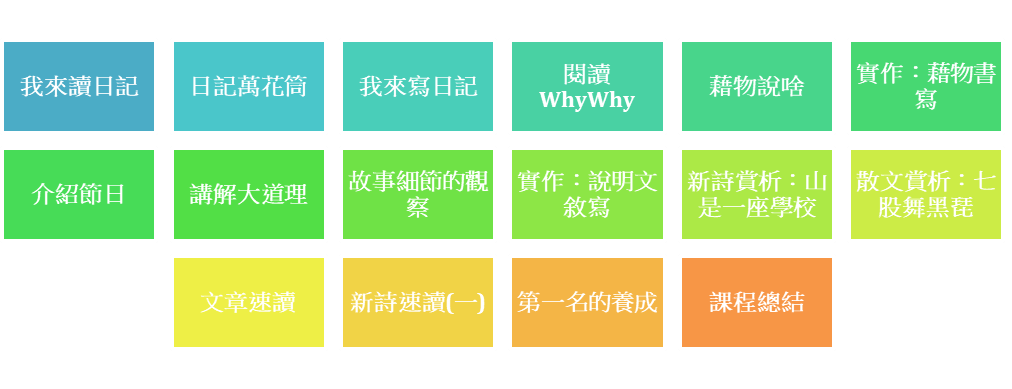 我來讀日記
日記萬花筒
我來寫日記
閱讀
WhyWhy
藉物說啥
實作：藉物書
寫
介紹節日
講解大道理
故事細節的觀
察
實作：說明文
敘寫
新詩賞析：山
是一座學校
散文賞析：七
股舞黑琵
文章速讀
新詩速讀(一)
第一名的養成
課程總結